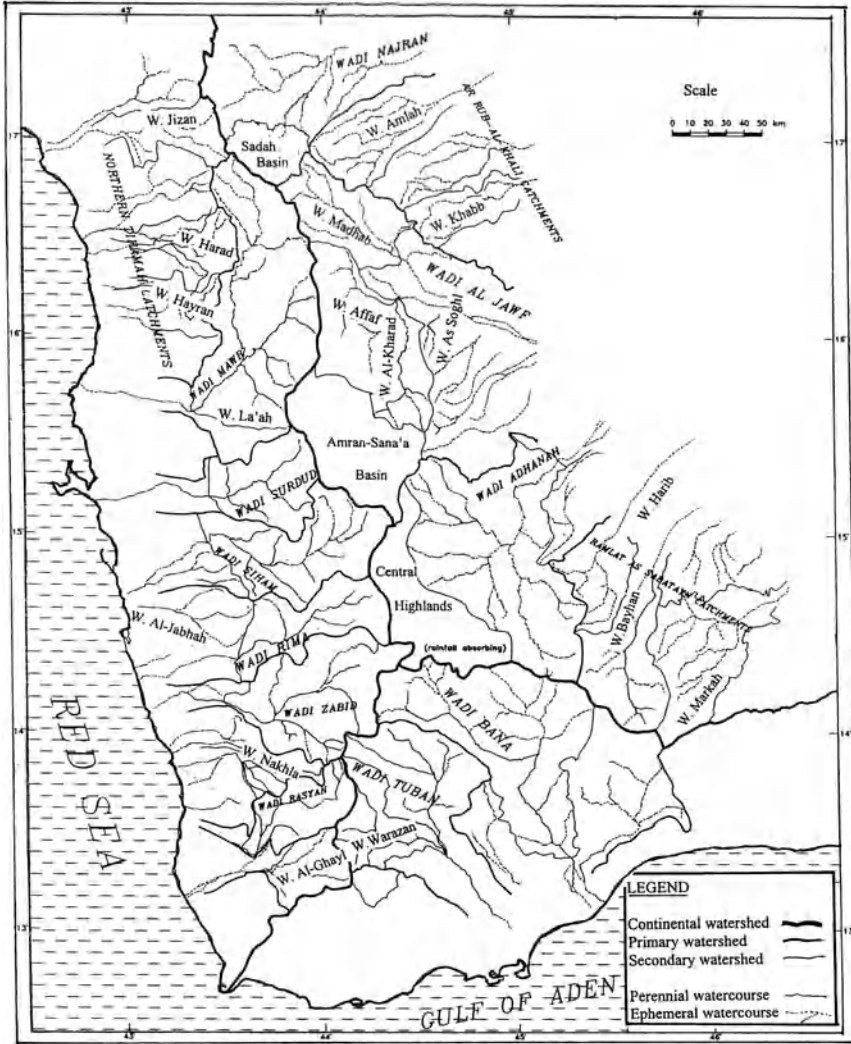 43°
44°
45°
46°
WADI NAJRAN
Scale
0 10 20 30 40 50 km
AR RUB-AL KHALI CATCHMENTS
W. Jizan
W. Amlah
17°
17°
Sadah
Basin
NORTHERN TIHAMAH CATCHMENTS
W. Madhab
W. Khabb
W. Harad
WADI AL JAWF
W. Hayran
W. Affaf
W. As Soghl
W. Al-Kharad
16°
16°
WADI MAWR
W. La'ah
Amran-Sana'a
Basin
WADI SURDUD
WADI ADHANAH
W. Harib
15°
15°
WADI SIHAM
Central
Highlands
RAMLAT AS SABATAYN CATCHMENTS
W. Al-Jabhah
W. Bayhan
WADI RIMA
(rainfall absorbing)
WADI ZABID
WADI BANA
W. Markah
14°
14°
RED SEA
W. Nakhla
WADI TUBAN
WADI RASYAN
W. Warazan
W. Al-Ghayl
13°
13°
LEGEND
Continental watershed
Primary watershed
Secondary watershed
Perennial watercourse
Ephemeral watercourse
GULF OF ADEN
43°
44°
45°
46°